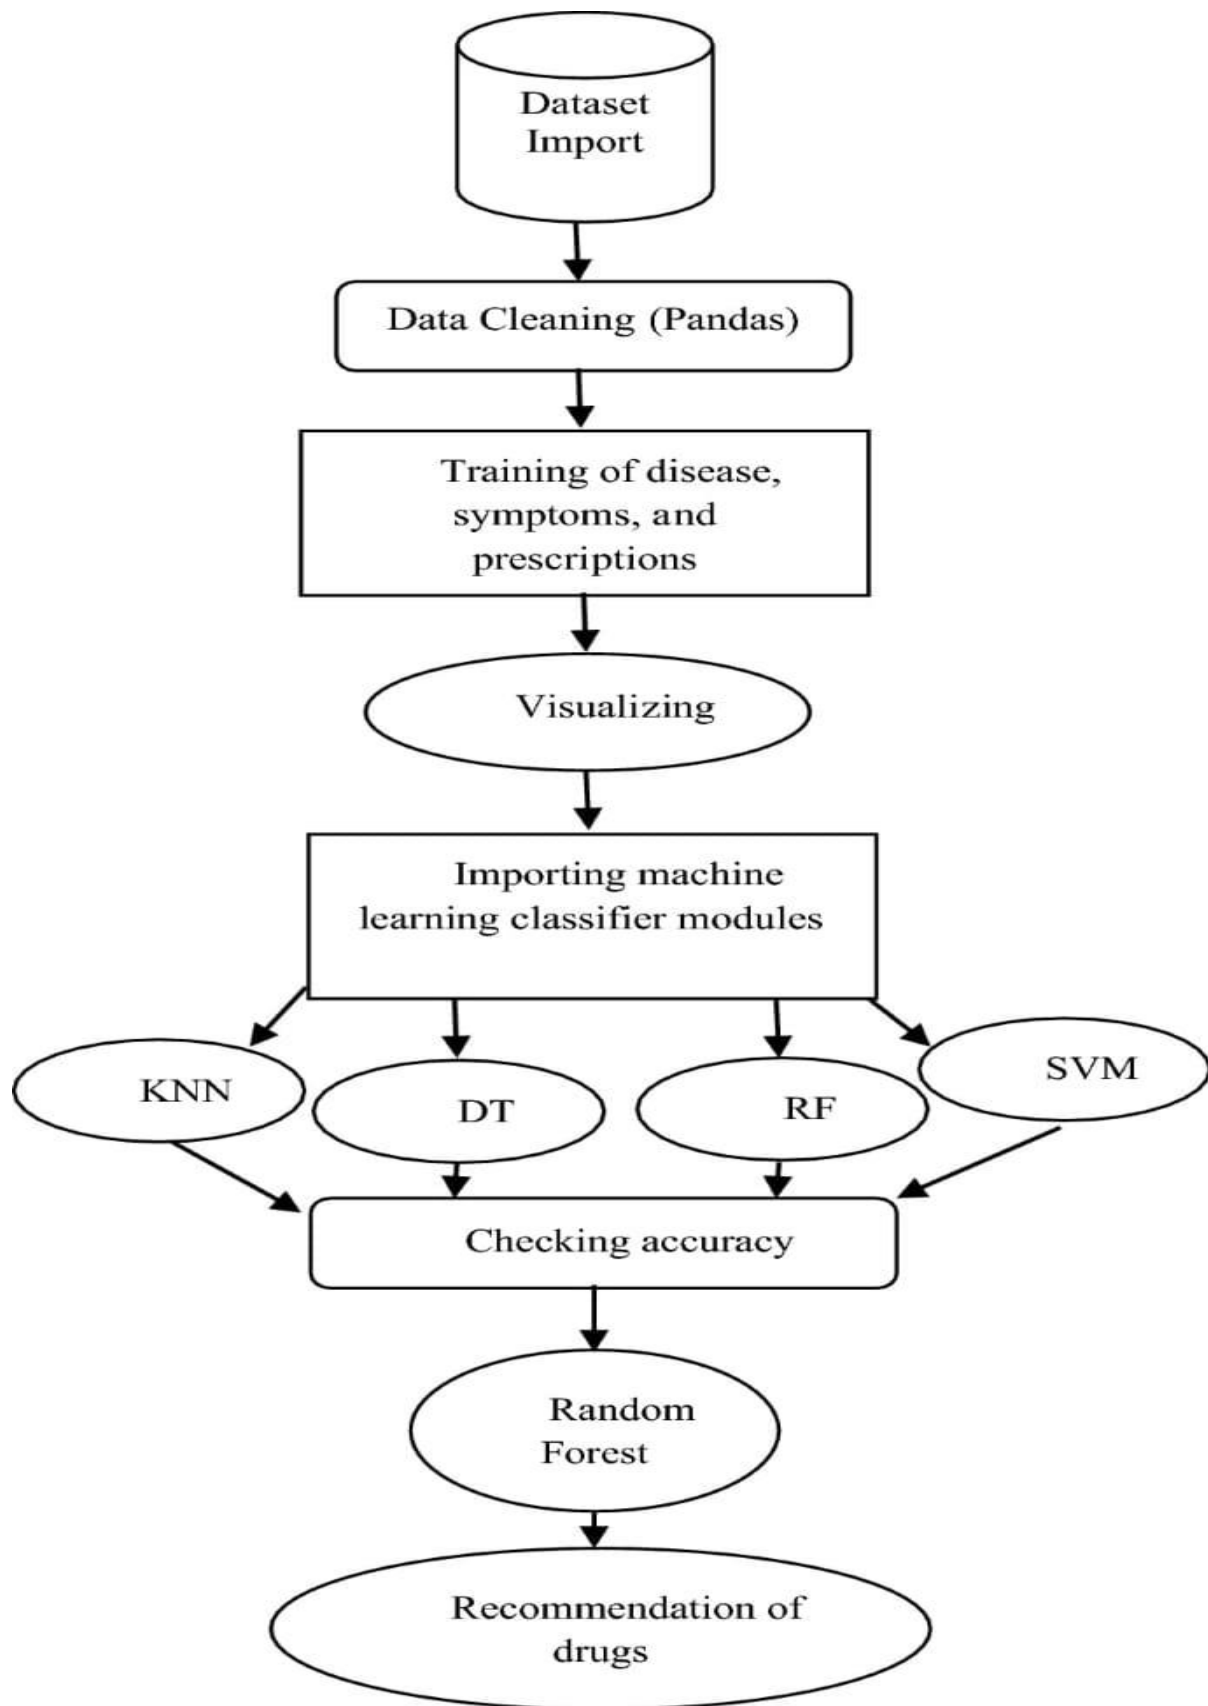 Dataset
Import
Data Cleaning (Pandas)
Training of disease,
symptoms, and
prescriptions
Visualizing
Importing machine
learning classifier modules
KNN
DT
RF
SVM
Checking accuracy
Random
Forest
Recommendation of
drugs